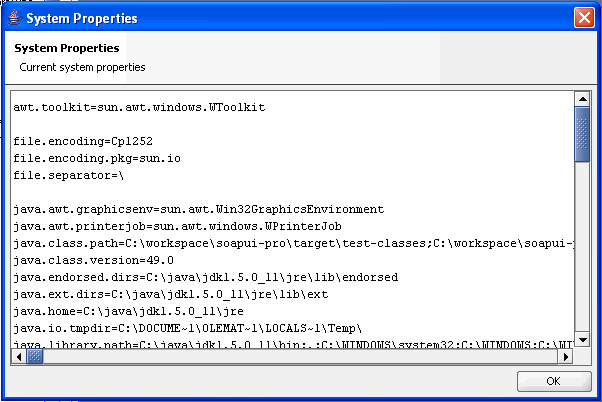 System Properties
System Properties
Current system properties
awt.toolkit=sun.awt.windows.WToolkit
file.encoding=Cp1252
file.encoding.pkg=sun.io
file.separator=\
java.awt.graphicsenv=sun.awt.Win32GraphicsEnvironment
java.awt.printerjob=sun.awt.windows.WPrinterJob
java.class.path=C:\workspace\soapui-pro\target\test-classes;C:\workspace\soapui-
java.class.version=49.0
java.endorsed.dirs=C:\java\jdk1.5.0_11\jre\lib\endorsed
java.ext.dirs=C:\java\jdk1.5.0_11\jre\lib\ext
java.home=C:\java\jdk1.5.0_11\jre
java.io.tmpdir=C:\DOCUME~1\OLEMAT~1\LOCALS~1\Temp\
java.library.path=C:\java\jdk1.5.0_11\bin;.;C:\WINDOWS\system32;C:\WINDOWS;C:\WI
OK